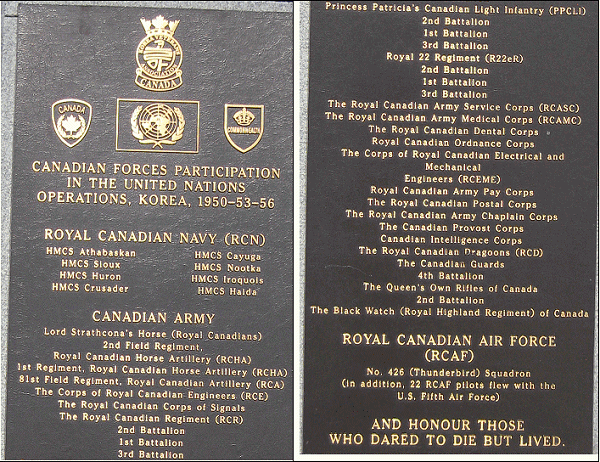 ASSOCIATION
CANADA
CANADA
COMMONWEALTH
CANADIAN FORCES PARTICIPATION
IN THE UNITED NATIONS
OPERATIONS, KOREA, 1950-53-56
ROYAL CANADIAN NAVY (RCN)
HMCS Athabaskan
HMCS Sioux
HMCS Huron
HMCS Crusader
HMCS Cayuga
HMCS Nootka
HMCS Iroquois
HMCS Haida
CANADIAN ARMY
Lord Strathcona's Horse (Royal Canadians)
2nd Field Regiment,
Royal Canadian Horse Artillery (RCHA)
1st Regiment, Royal Canadian Horse Artillery (RCHA)
81st Field Regiment, Royal Canadian Artillery (RCA)
The Corps of Royal Canadian Engineers (RCE)
The Royal Canadian Corps of Signals
The Royal Canadian Regiment (RCR)
2nd Battalion
1st Battalion
3rd Battalion
Princess Patricia's Canadian Light Infantry (PPCLI)
2nd Battalion
1st Battalion
3rd Battalion
Royal 22 Regiment (R22eR)
2nd Battalion
1st Battalion
3rd Battalion
The Royal Canadian Army Service Corps (RCASC)
The Royal Canadian Army Medical Corps (RCAMC)
The Royal Canadian Dental Corps
Royal Canadian Ordnance Corps
The Corps of Royal Canadian Electrical and
Mechanical
Engineers (RCEME)
Royal Canadian Army Pay Corps
The Royal Canadian Postal Corps
The Royal Canadian Army Chaplain Corps
The Canadian Provost Corps
Canadian Intelligence Corps
The Royal Canadian Dragoons (RCD)
The Canadian Guards
4th Battalion
The Queen's Own Rifles of Canada
2nd Battalion
The Black Watch (Royal Highland Regiment) of Canada
ROYAL CANADIAN AIR FORCE
(RCAF)
No. 426 (Thunderbird) Squadron
(in addition, 22 RCAF pilots flew with the
U.S. Fifth Air Force)
AND HONOUR THOSE
WHO DARED TO DIE BUT LIVED.